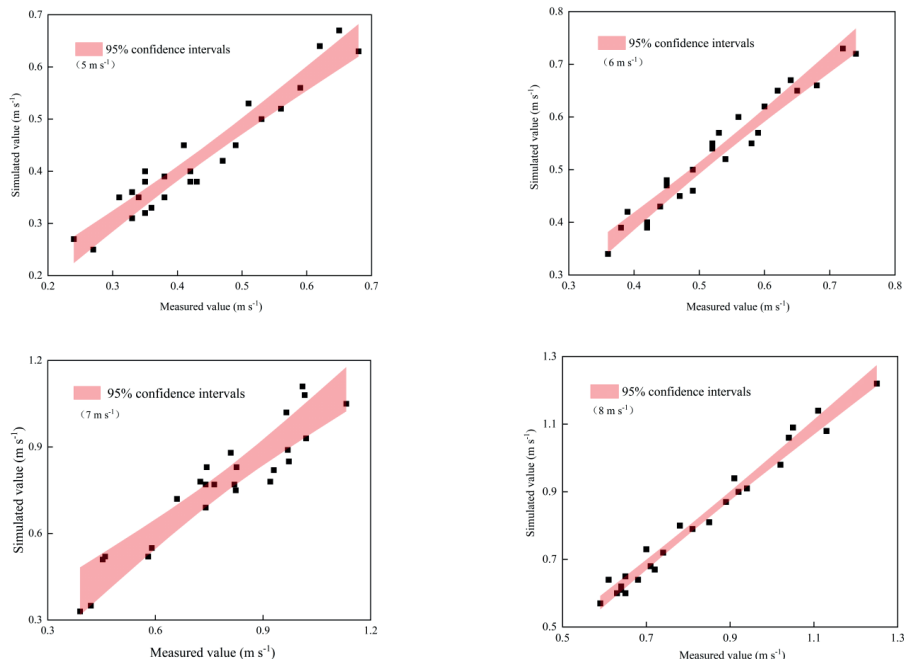 0.7
0.6
0.5
0.4
0.3
0.2
0.2 0.3 0.4 0.5 0.6 0.7
Simulated value (m s⁻¹)
Measured value (m s⁻¹)
95% confidence intervals
(5 m s⁻¹)
0.8
0.7
0.6
0.5
0.4
0.3
0.3 0.4 0.5 0.6 0.7 0.8
Simulated value (m s⁻¹)
Measured value (m s⁻¹)
95% confidence intervals
(6 m s⁻¹)
1.2
0.9
0.6
0.3
0.3 0.6 0.9 1.2
Simulated value (m s⁻¹)
Measured value (m s⁻¹)
95% confidence intervals
(7 m s⁻¹)
1.3
1.1
0.9
0.7
0.5
0.5 0.7 0.9 1.1 1.3
Simulated value (m s⁻¹)
Measured value (m s⁻¹)
95% confidence intervals
(8 m s⁻¹)